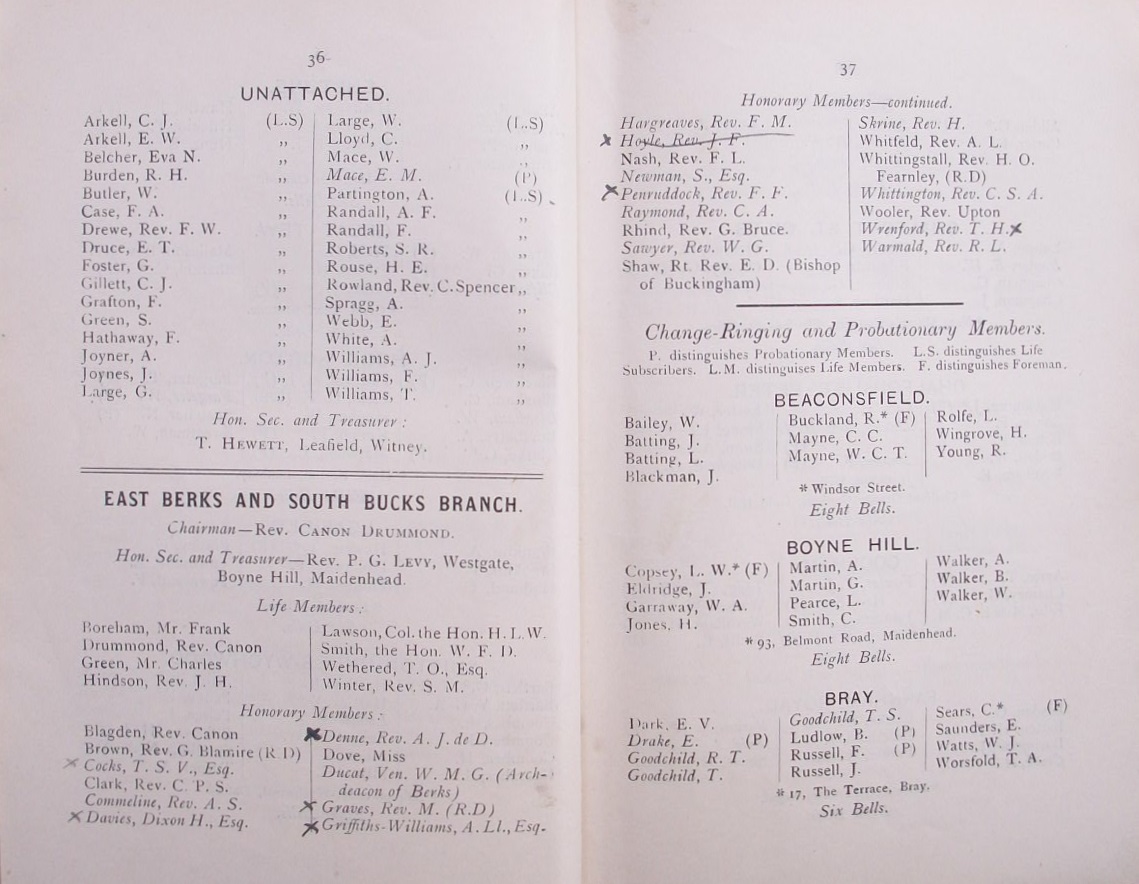 36
UNATTACHED.
Arkell, C. J. (L.S)
Arkell, E. W. ,,
Belcher, Eva N. ,,
Burden, R. H. ,,
Butler, W. ,,
Case, F. A. ,,
Drewe, Rev. F. W. ,,
Druce, E. T. ,,
Foster, G. ,,
Gillett, C. J. ,,
Grafton, F. ,,
Green, S. ,,
Hathaway, F. ,,
Joyner, A. ,,
Joynes, J. ,,
Large, G. ,,
Large, W. (L.S)
Lloyd, C. ,,
Mace, W. ,,
Mace, E. M. (P)
Partington, A. (L.S)
Randall, A. F. ,,
Randall, F. ,,
Roberts, S. R. ,,
Rouse, H. E. ,,
Rowland, Rev. C. Spencer ,,
Spragg, A. ,,
Webb, E. ,,
White, A. ,,
Williams, A. J. ,,
Williams, F. ,,
Williams, T. ,,
Hon. Sec. and Treasurer:
T. HEWETT, Leafield, Witney.
EAST BERKS AND SOUTH BUCKS BRANCH.
Chairman—Rev. CANON DRUMMOND.
Hon. Sec. and Treasurer—Rev. P. G. LEVY, Westgate,
Boyne Hill, Maidenhead.
Life Members:
Boreham, Mr. Frank
Drummond, Rev. Canon
Green, Mr. Charles
Hindson, Rev. J. H.
Lawson, Col. the Hon. H. L. W.
Smith, the Hon. W. F. D.
Wethered, T. O., Esq.
Winter, Rev. S. M.
Honorary Members:
Blagden, Rev. Canon
Brown, Rev. G. Blamire (R D)
Cocks, T. S. V., Esq.
Clark, Rev. C. P. S.
Commeline, Rev. A. S.
Davies, Dixon H., Esq.
Denne, Rev. A. J. de D.
Dove, Miss
Ducat, Ven. W. M. G. (Arch-
deacon of Berks)
Graves, Rev. M. (R.D)
Griffiths-Williams, A. Ll., Esq.
37
Honorary Members—continued.
Hargreaves, Rev. F. M.
Hoyle, Rev. J. F.
Nash, Rev. F. L.
Newman, S., Esq.
Penruddock, Rev. F. F.
Raymond, Rev. C. A.
Rhind, Rev. G. Bruce.
Sawyer, Rev. W. G.
Shaw, Rt. Rev. E. D. (Bishop
of Buckingham)
Skrine, Rev. H.
Whitfeld, Rev. A. L.
Whittingstall, Rev. H. O.
Fearnley, (R.D)
Whittington, Rev. C. S. A.
Wooler, Rev. Upton
Wrenford, Rev. T. H.
Warmald, Rev. R. L.
Change-Ringing and Probationary Members.
P. distinguishes Probationary Members. L.S. distinguishes Life
Subscribers. L.M. distinguises Life Members. F. distinguishes Foreman.
BEACONSFIELD.
Bailey, W.
Batting, J.
Batting, L.
Blackman, J.
Buckland, R.* (F)
Mayne, C. C.
Mayne, W. C. T.
Rolfe, L.
Wingrove, H.
Young, R.
* Windsor Street.
Eight Bells.
BOYNE HILL.
Copsey, L. W.* (F)
Eldridge, J.
Garraway, W. A.
Jones, H.
Martin, A.
Martin, G.
Pearce, L.
Smith, C.
Walker, A.
Walker, B.
Walker, W.
* 93, Belmont Road, Maidenhead.
Eight Bells.
BRAY.
Dark, E. V.
Drake, E. (P)
Goodchild, R. T.
Goodchild, T.
Goodchild, T. S.
Ludlow, B. (P)
Russell, F. (P)
Russell, J.
Sears, C.* (F)
Saunders, E.
Watts, W. J.
Worsfold, T. A.
* 17, The Terrace, Bray.
Six Bells.